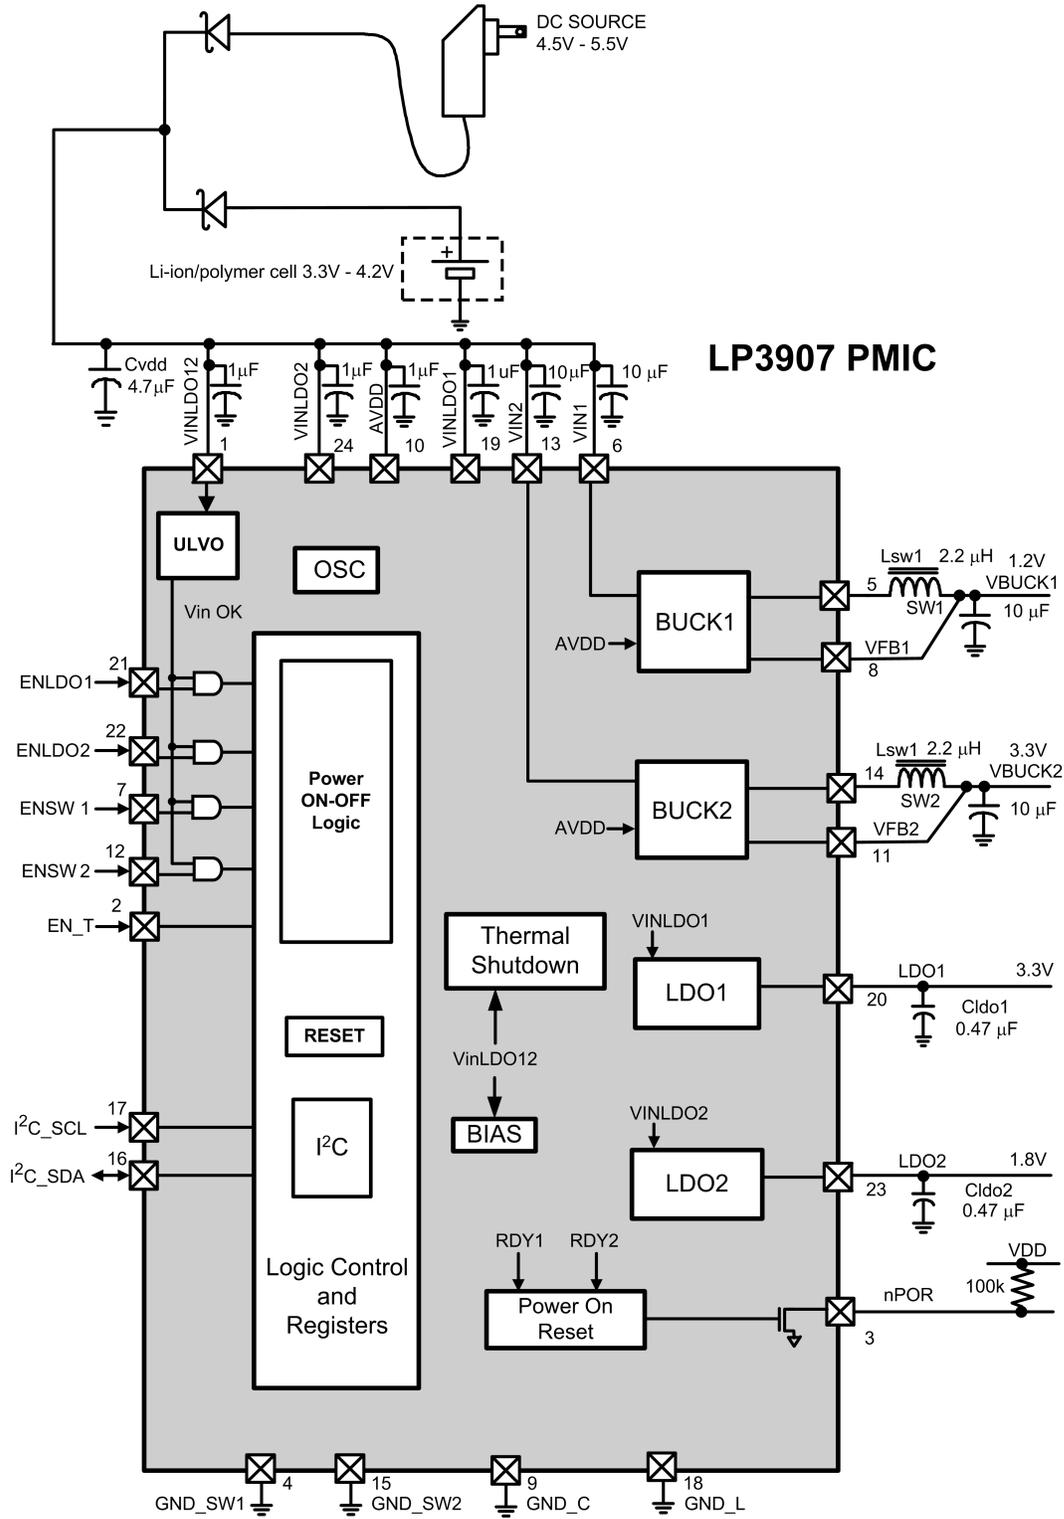 DC SOURCE
4.5V - 5.5V
+
Li-ion/polymer cell 3.3V - 4.2V
LP3907 PMIC
Cvdd
4.7µF
VINLDO12
1µF
VINLDO2
1µF
AVDD
1µF
VINLDO1
1uF
VIN2
10µF
VIN1
10 µF
1
24
10
19
13
6
ULVO
OSC
Vin OK
Lsw1 2.2 µH
1.2V
VBUCK1
5
SW1
10 µF
BUCK1
AVDD
VFB1
8
21
ENLDO1
22
ENLDO2
7
ENSW 1
12
ENSW 2
2
EN_T
Power
ON-OFF
Logic
Lsw1 2.2 µH
3.3V
VBUCK2
14
SW2
10 µF
BUCK2
AVDD
VFB2
11
Thermal
Shutdown
VINLDO1
LDO1
LDO1
3.3V
20
Cldo1
0.47 µF
RESET
VinLDO12
BIAS
17
I²C_SCL
16
I²C_SDA
I²C
VINLDO2
LDO2
LDO2
1.8V
23
Cldo2
0.47 µF
RDY1
RDY2
Power On
Reset
VDD
100k
nPOR
3
Logic Control
and
Registers
4
GND_SW1
15
GND_SW2
9
GND_C
18
GND_L